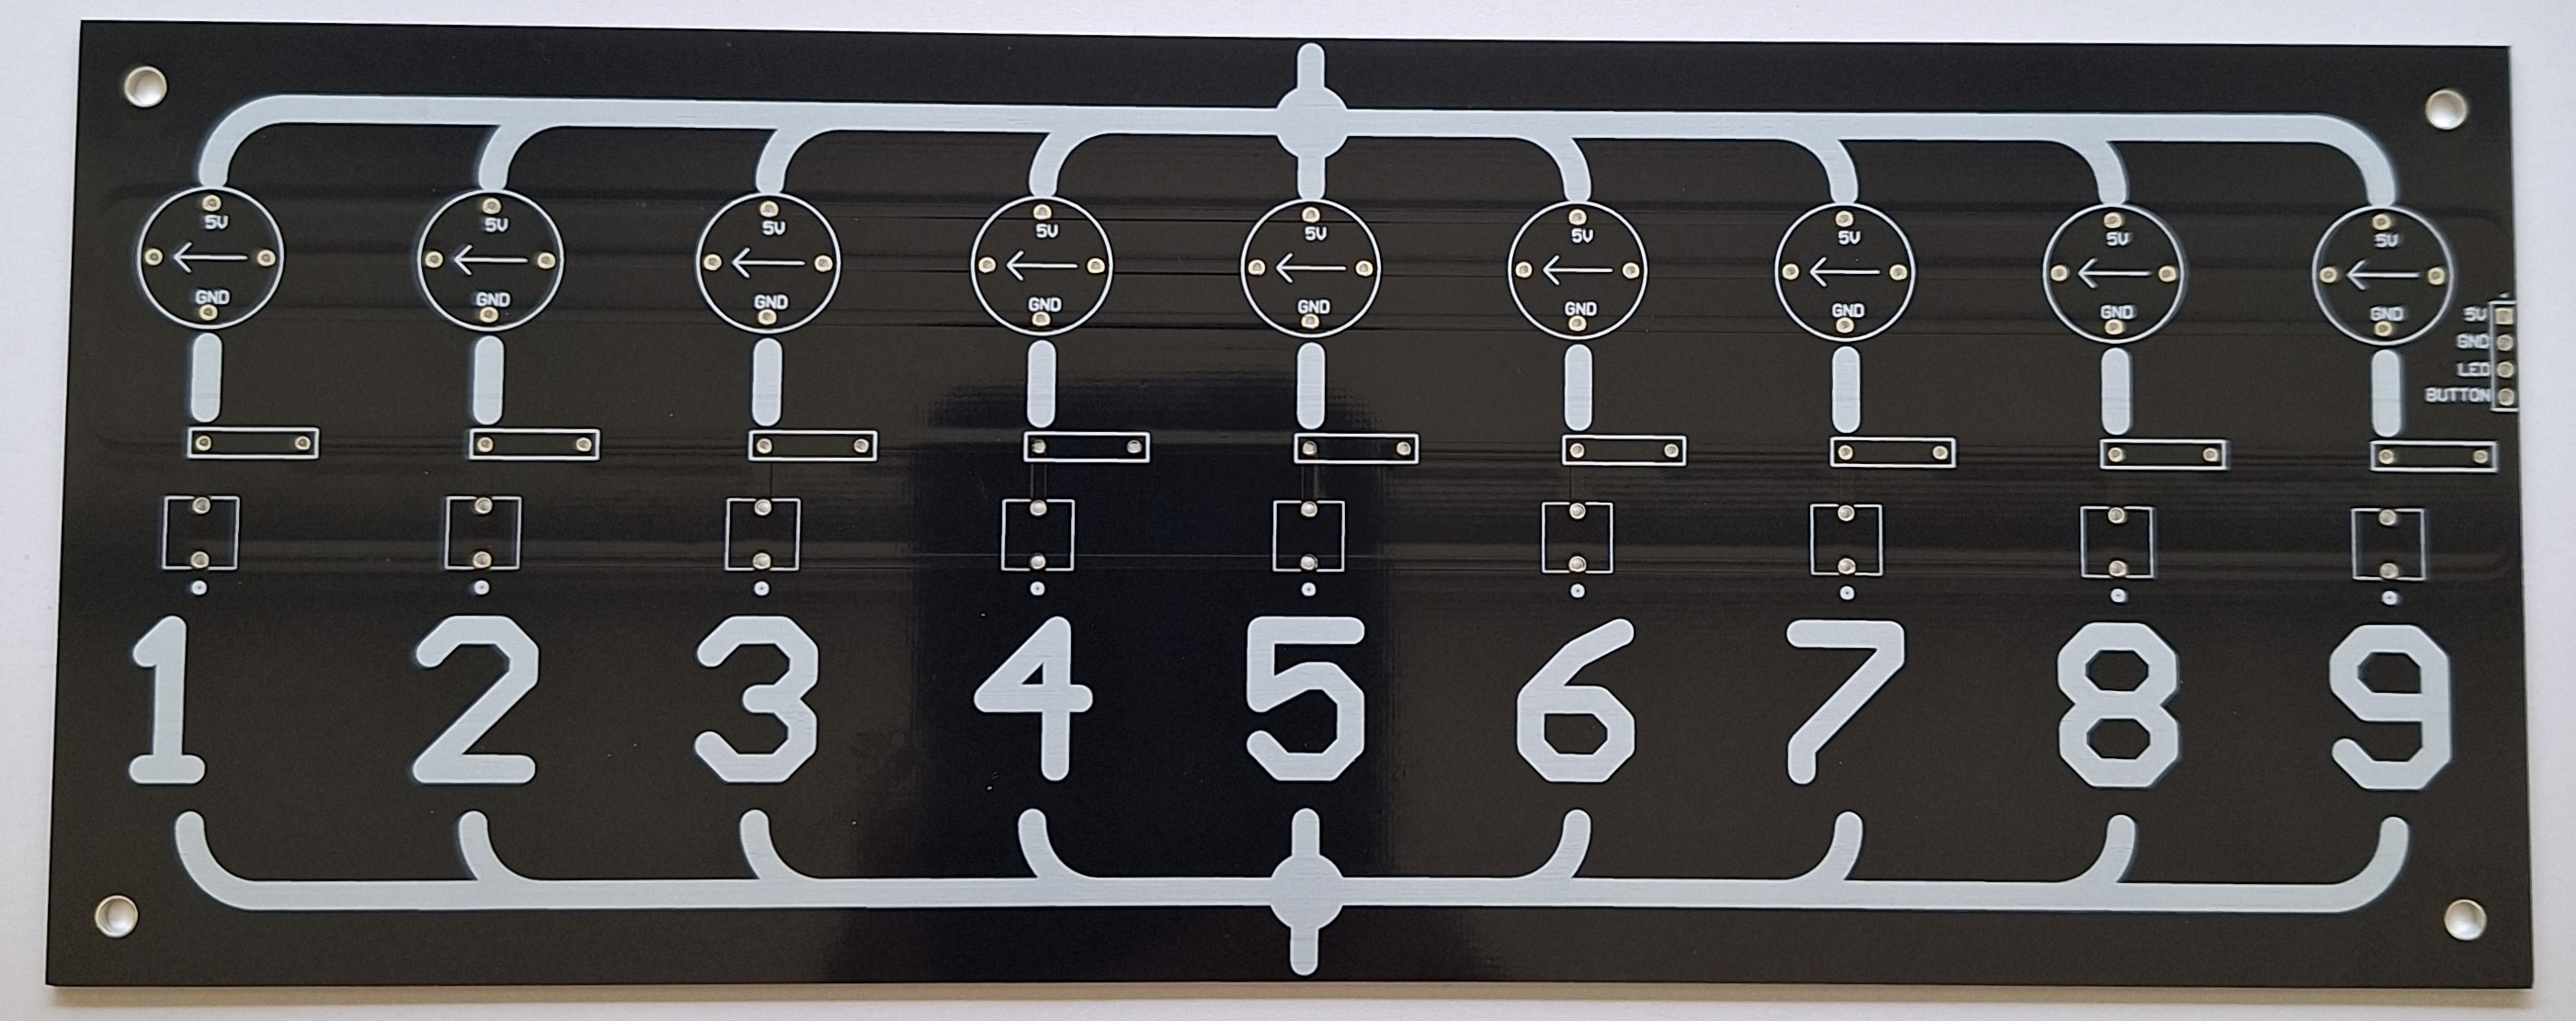 5V 5V 5V 5V 5V 5V 5V 5V 5V
GND GND GND GND GND GND GND GND GND
5V
GND
LED
BUTTON
1 2 3 4 5 6 7 8 9